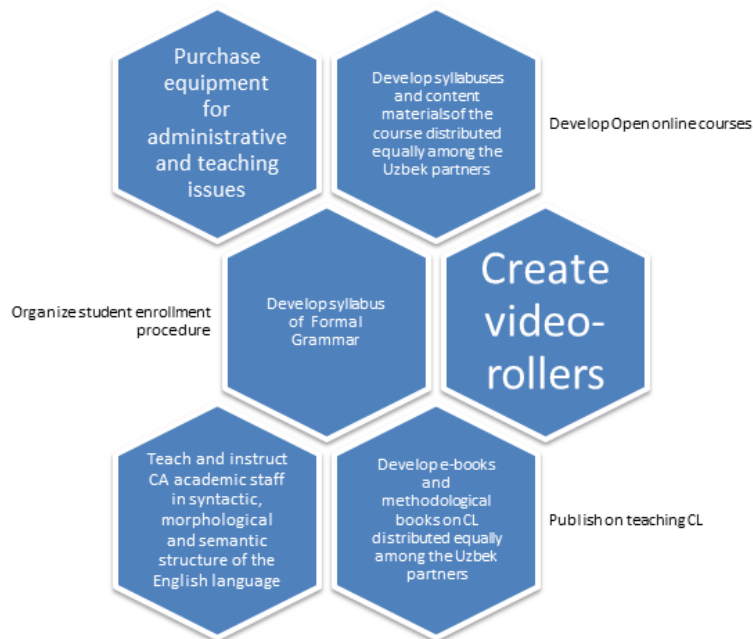 Purchase
equipment
for
administrative
and teaching
issues
Develop syllabuses
and content
materials of the
course distributed
equally among the
Uzbek partners
Develop Open online courses
Organize student enrollment
procedure
Develop syllabus
of Formal
Grammar
Create
video-
rollers
Teach and instruct
CA academic staff
in syntactic,
morphological
and semantic
structure of the
English language
Develop e-books
and
methodological
books on CL
distributed equally
among the Uzbek
partners
Publish on teaching CL